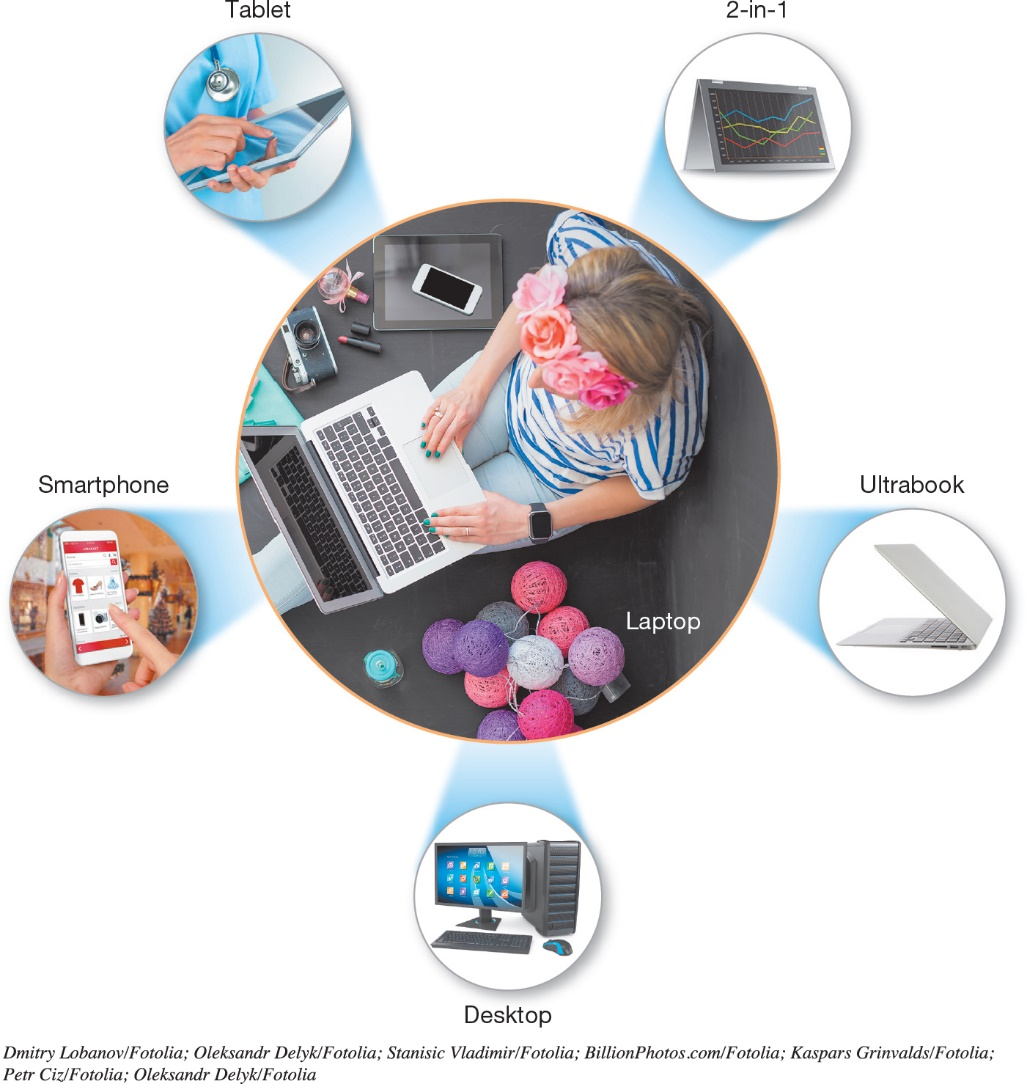 Tablet
2-in-1
Smartphone
Ultrabook
Laptop
Desktop
Dmitry Lobanov/Fotolia; Oleksandr Delyk/Fotolia; Stanisic Vladimir/Fotolia; BillionPhotos.com/Fotolia; Kaspars Grinvalds/Fotolia;
Petr Ciz/Fotolia; Oleksandr Delyk/Fotolia